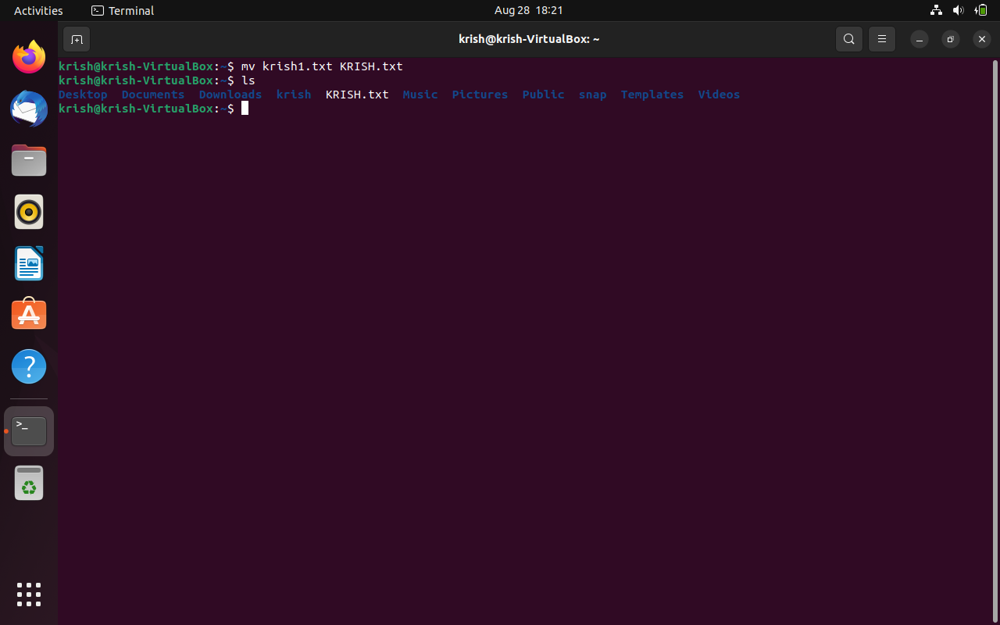 Activities Terminal Aug 28 18:21
krish@krish-VirtualBox: ~
krish@krish-VirtualBox:~$ mv krish1.txt KRISH.txt
krish@krish-VirtualBox:~$ ls
Desktop Documents Downloads krish KRISH.txt Music Pictures Public snap Templates Videos
krish@krish-VirtualBox:~$